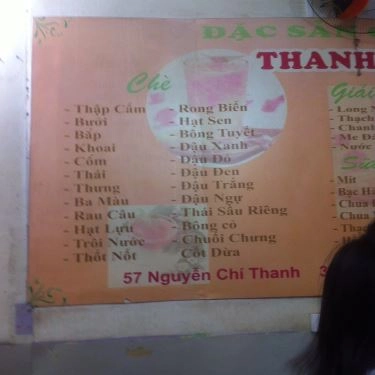 ĐẶC SẢN
THANH
Chè
- Thập Cẩm
- Bưởi
- Bắp
- Khoai
- Cốm
- Thái
- Thưng
- Ba Màu
- Rau Câu
- Hạt Lựu
- Trôi Nước
- Thốt Nốt
- Rong Biển
- Hạt Sen
- Bông Tuyết
- Đậu Xanh
- Đậu Đỏ
- Đậu Đen
- Đậu Trắng
- Đậu Ngự
- Thái Sầu Riêng
- Bông cỏ
- Chuối Chưng
- Cốt Dừa
Giải
- Long
- Thạch
- Chanh
- Me Đá
- Nước
- Mít
- Bạc Hà
- Chua
- Chua
57 Nguyễn Chí Thanh